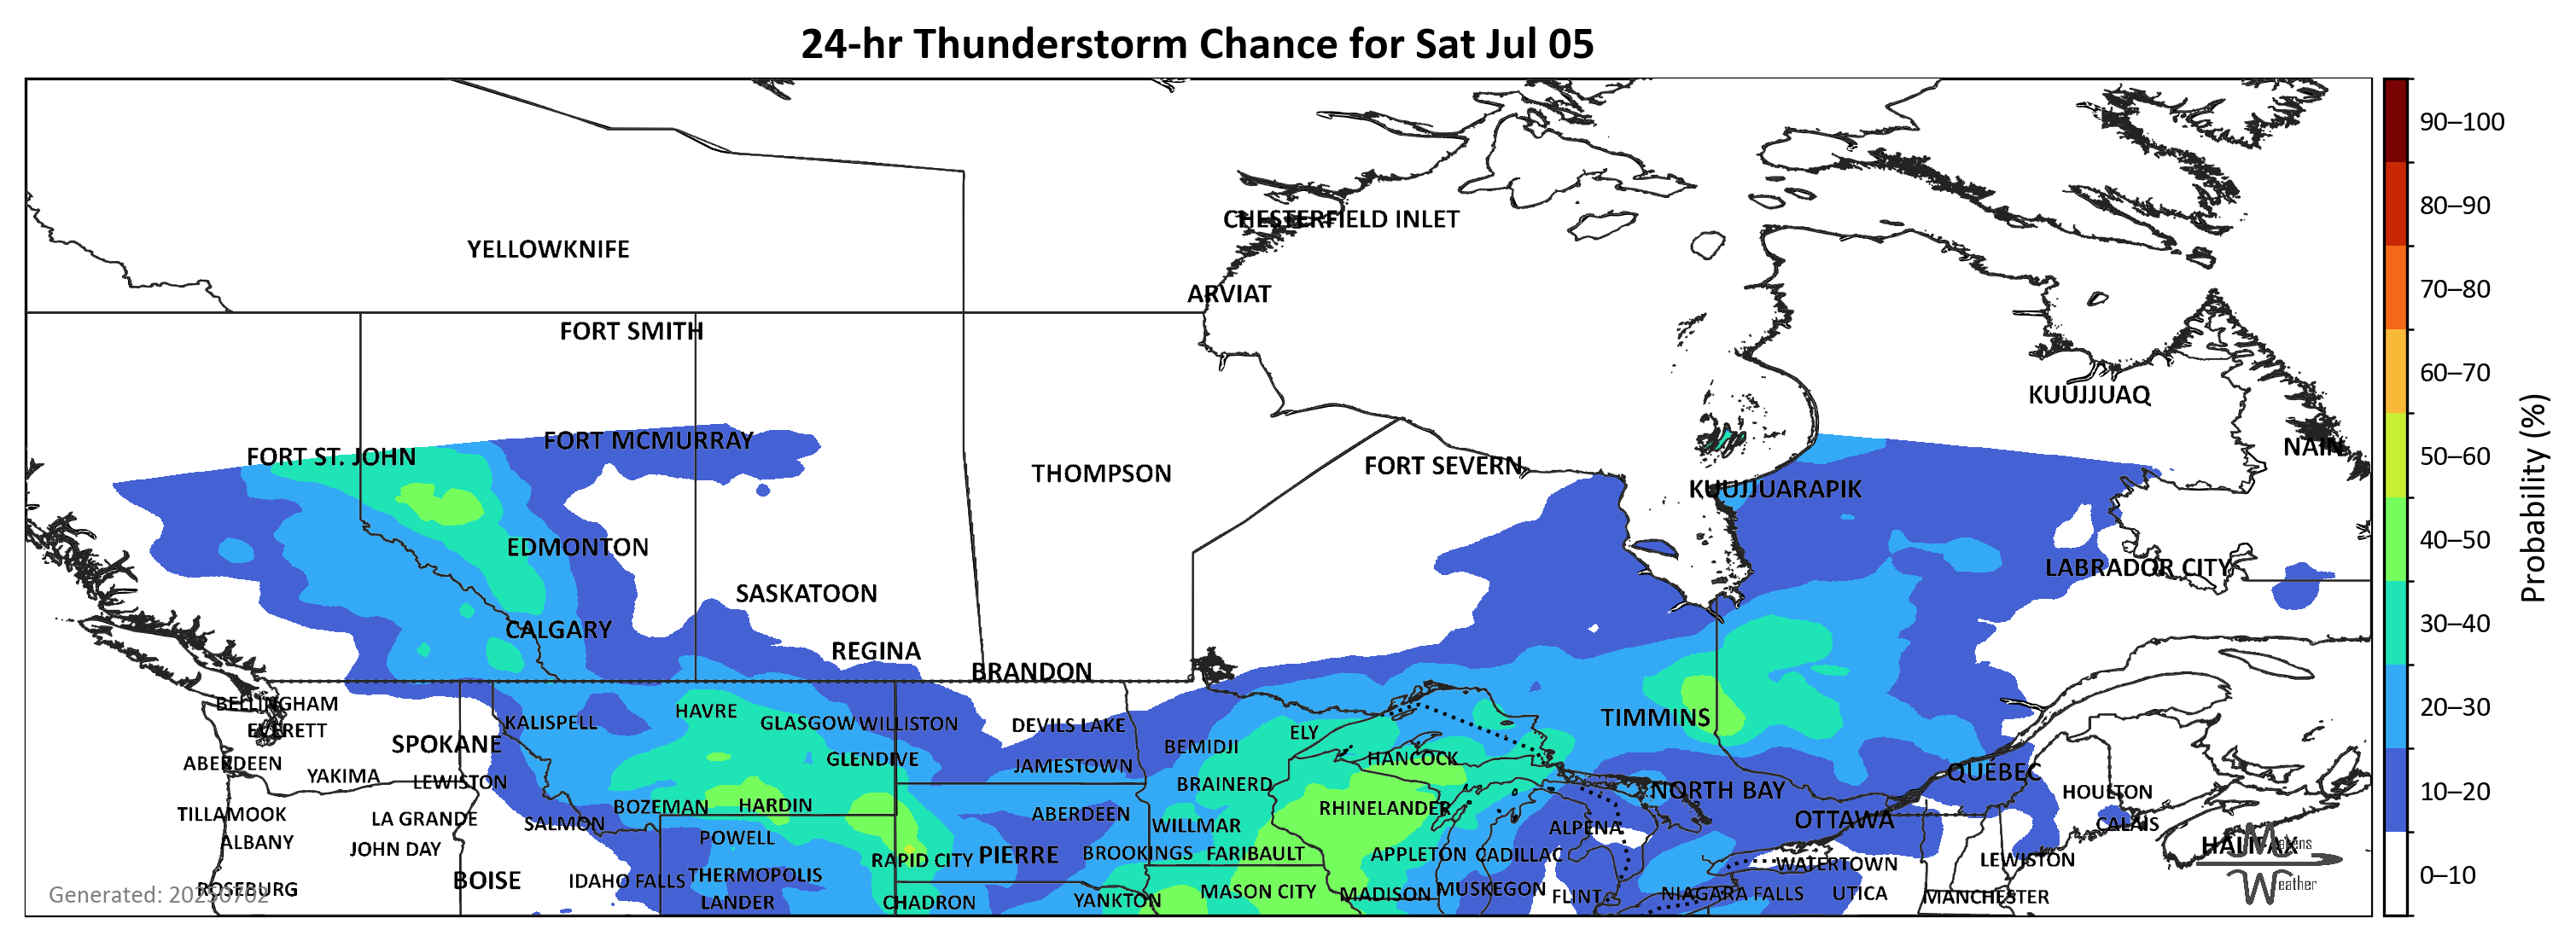 24-hr Thunderstorm Chance for Sat Jul 05
90–100
80–90
70–80
60–70
50–60
40–50
30–40
20–30
10–20
0–10
Probability (%)
CHESTERFIELD INLET
YELLOWKNIFE
ARVIAT
FORT SMITH
KUUJJUAQ
FORT MCMURRAY
NAIN
FORT ST. JOHN
FORT SEVERN
THOMPSON
KUUJJUARAPIK
EDMONTON
LABRADOR CITY
SASKATOON
CALGARY
REGINA
BRANDON
BELLINGHAM
HAVRE
TIMMINS
KALISPELL
GLASGOW
WILLISTON
DEVILS LAKE
EVERETT
ELY
SPOKANE
BEMIDJI
HANCOCK
GLENDIVE
ABERDEEN
JAMESTOWN
QUEBEC
YAKIMA
LEWISTON
BRAINERD
NORTH BAY
HOULTON
BOZEMAN
HARDIN
RHINELANDER
TILLAMOOK
ABERDEEN
LA GRANDE
OTTAWA
SALMON
WILLMAR
ALPENA
CALAIS
POWELL
ALBANY
HALIFAX
Matens
JOHN DAY
BROOKINGS
FARIBAULT
APPLETON
CADILLAC
PIERRE
RAPID CITY
LEWISTON
WATERTOWN
THERMOPOLIS
BOISE
IDAHO FALLS
Weather
ROSEBURG
MUSKEGON
MASON CITY
MADISON
NIAGARA FALLS
UTICA
Generated: 20250702
FLINT
MANCHESTER
YANKTON
LANDER
CHADRON